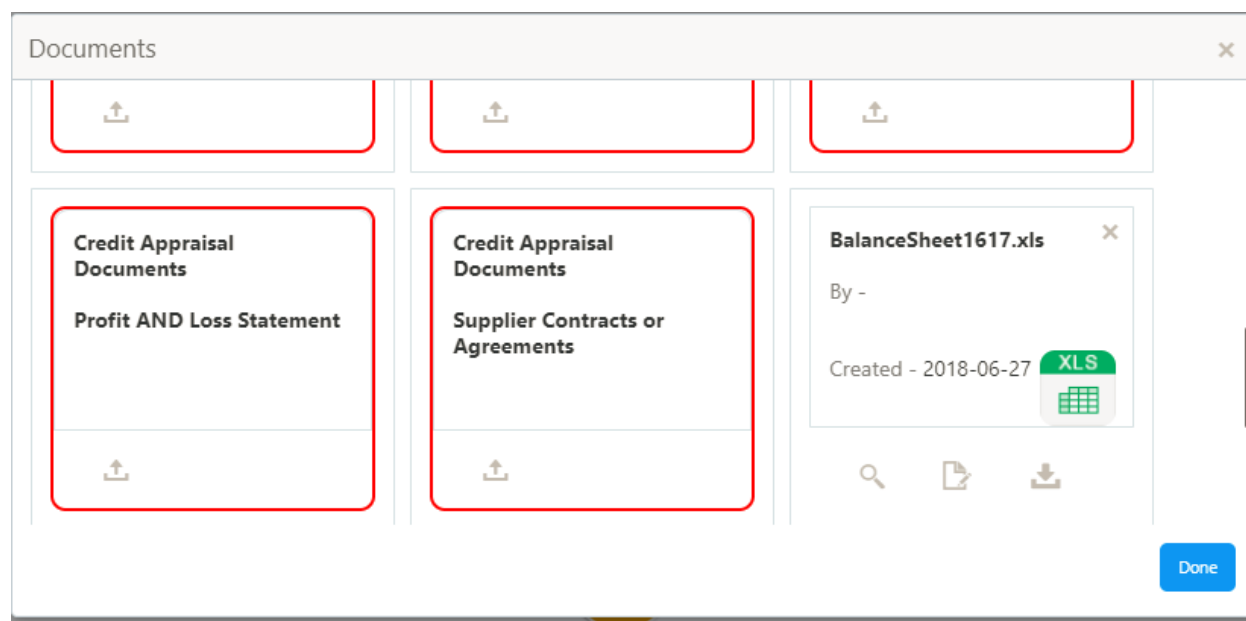 Documents
Credit Appraisal
Documents
Profit AND Loss Statement
Credit Appraisal
Documents
Supplier Contracts or
Agreements
BalanceSheet1617.xls
By -
Created - 2018-06-27
XLS
Done